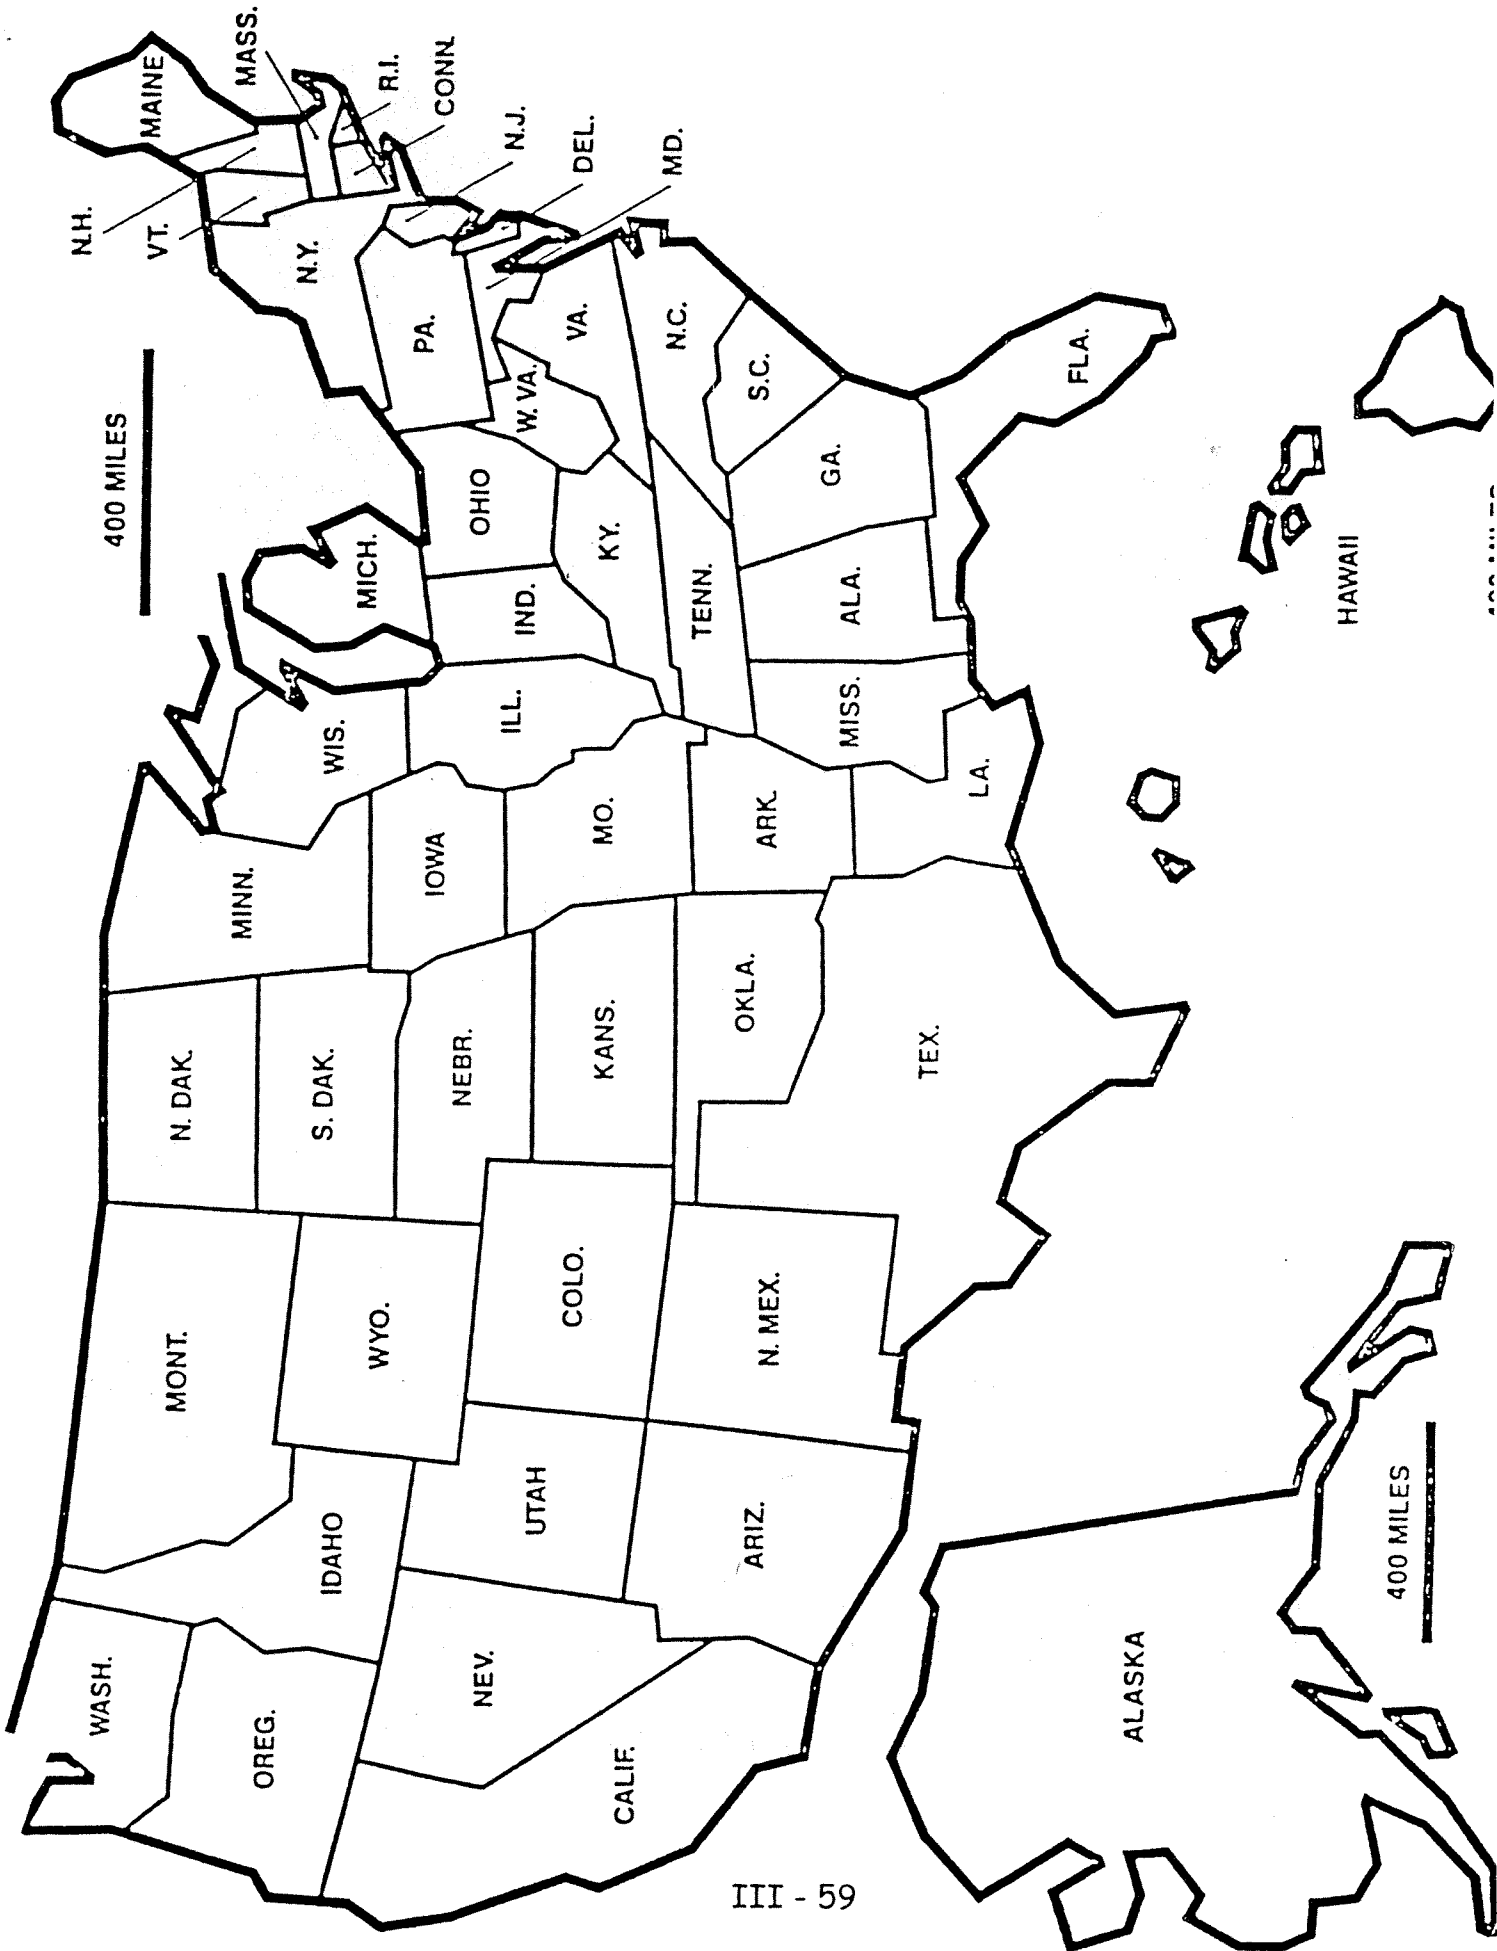 WASH.
OREG.
CALIF.
NEV.
IDAHO
MONT.
WYO.
UTAH
ARIZ.
COLO.
N. MEX.
N. DAK.
S. DAK.
NEBR.
KANS.
OKLA.
TEX.
MINN.
IOWA
MO.
ARK.
LA.
WIS.
ILL.
MISS.
MICH.
IND.
OHIO
KY.
TENN.
ALA.
GA.
FLA.
S.C.
N.C.
VA.
W. VA.
PA.
N.Y.
VT.
N.H.
MAINE
MASS.
R.I.
CONN.
N.J.
DEL.
MD.
400 MILES
ALASKA
400 MILES
HAWAII
III - 59